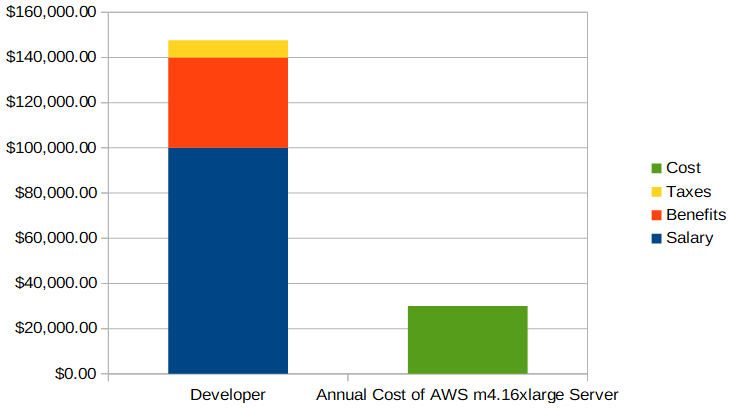 $160,000.00
$140,000.00
$120,000.00
$100,000.00
$80,000.00
$60,000.00
$40,000.00
$20,000.00
$0.00
Developer
Annual Cost of AWS m4.16xlarge Server
Cost
Taxes
Benefits
Salary